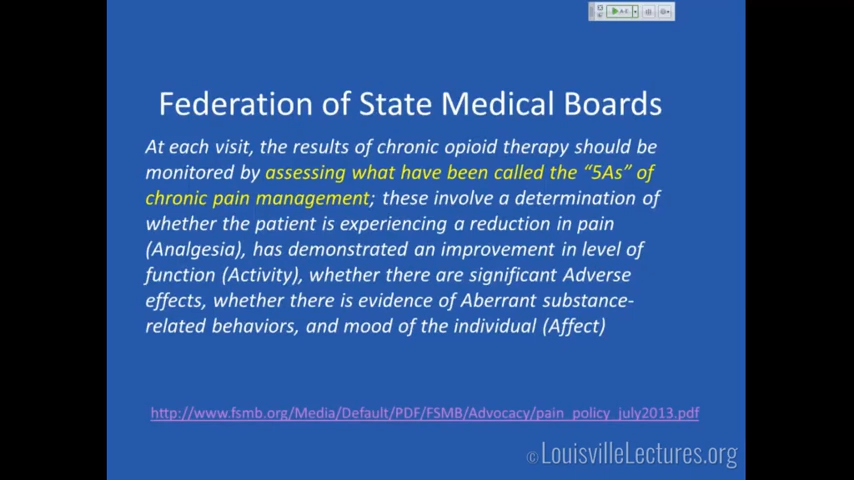 Federation of State Medical Boards
At each visit, the results of chronic opioid therapy should be
monitored by assessing what have been called the “5As” of
chronic pain management; these involve a determination of
whether the patient is experiencing a reduction in pain
(Analgesia), has demonstrated an improvement in level of
function (Activity), whether there are significant Adverse
effects, whether there is evidence of Aberrant substance-
related behaviors, and mood of the individual (Affect)
http://www.fsmb.org/Media/Default/PDF/FSMB/Advocacy/pain_policy_july2013.pdf
© LouisvilleLectures.org